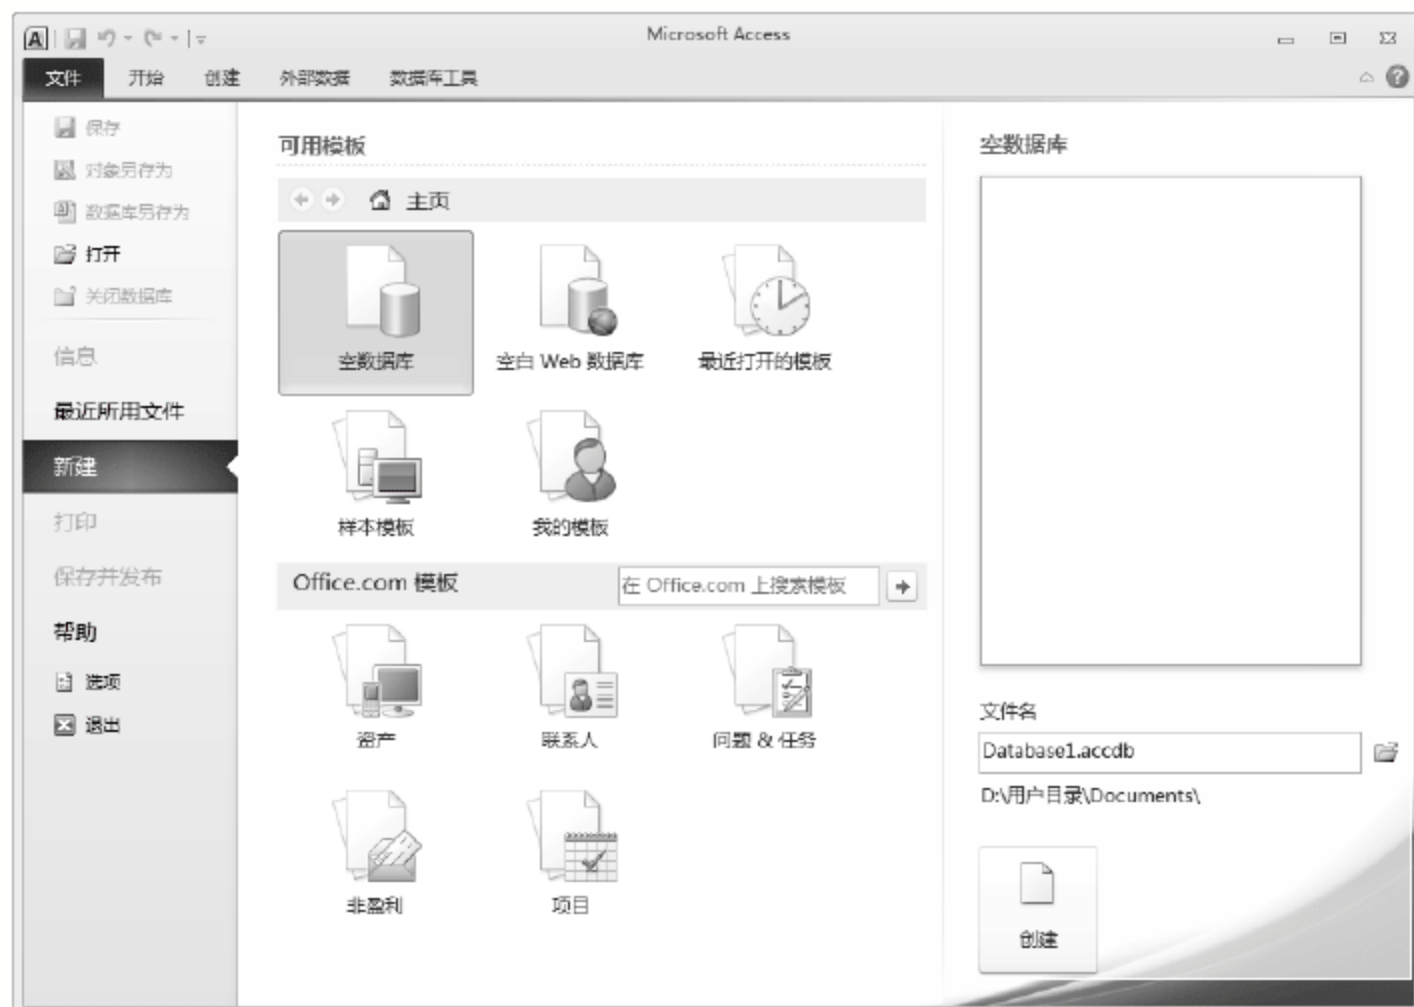 Microsoft Access
文件 开始 创建 外部数据 数据库工具
保存
对象另存为
数据库另存为
打开
关闭数据库
信息
最近所用文件
新建
打印
保存并发布
帮助
选项
退出
可用模板
主页
空数据库 空白 Web 数据库 最近打开的模板
样本模板 我的模板
Office.com 模板 在 Office.com 上搜索模板
资产 联系人 问题 & 任务
非盈利 项目
空数据库
文件名
Database1.accdb
D:\用户目录\Documents\
创建